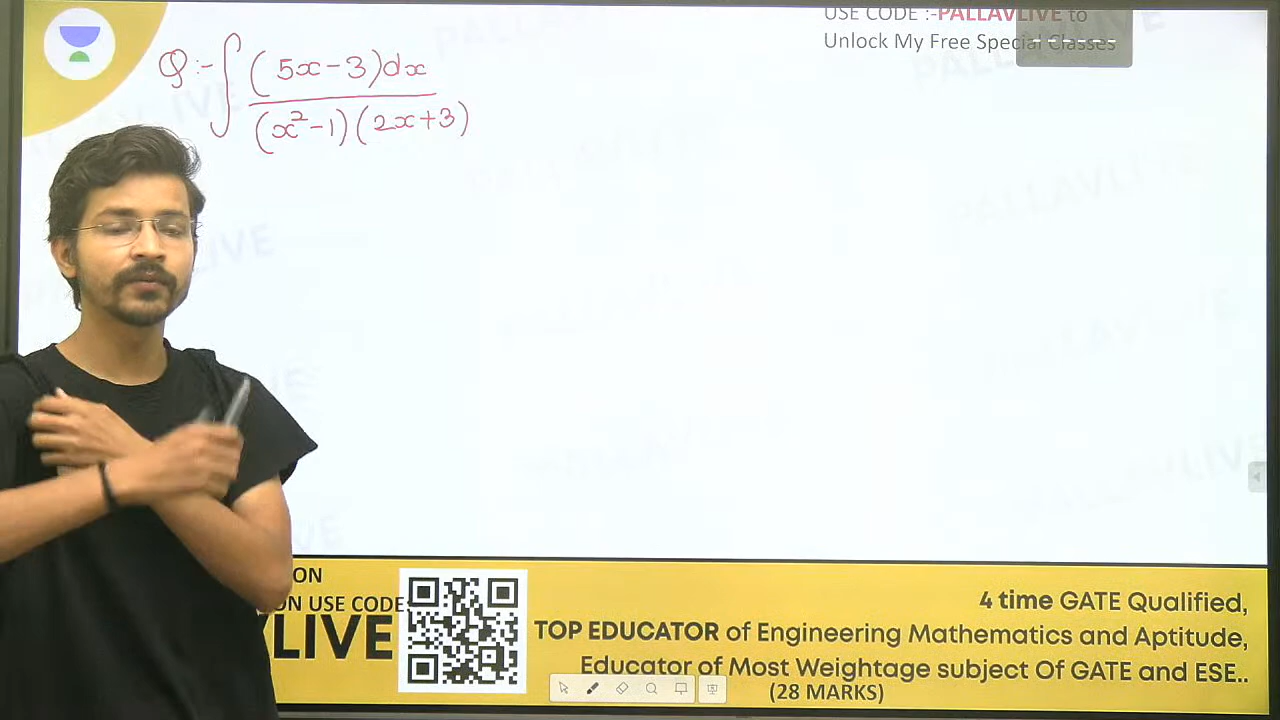 USE CODE :-PALLAVLIVE to
Unlock My Free Special Classes
Q :- ∫ (5x-3)dx
(x²-1)(2x+3)
PALLAVLIVE
ON
ON USE CODE:
LIVE
4 time GATE Qualified,
TOP EDUCATOR of Engineering Mathematics and Aptitude,
Educator of Most Weightage subject Of GATE and ESE..
(28 MARKS)